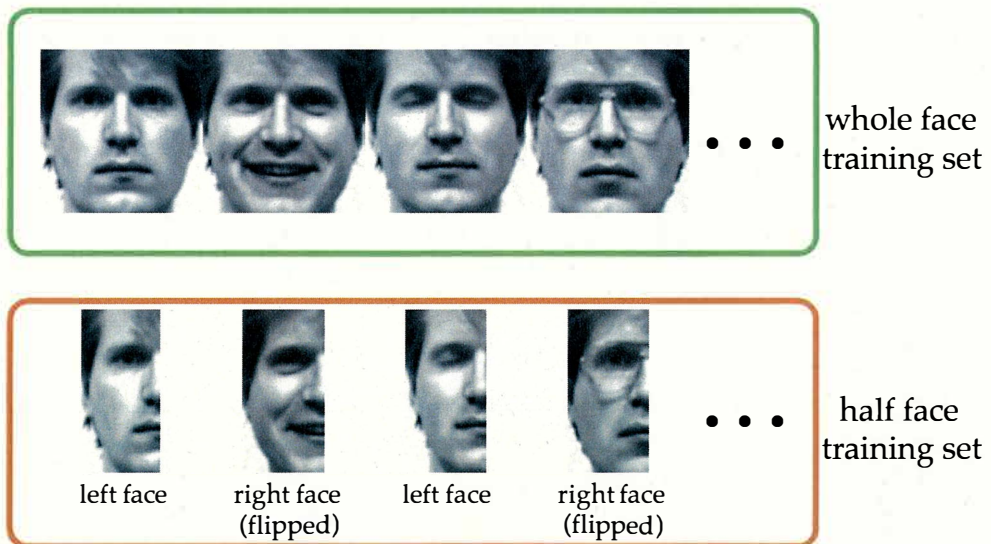 whole face
training set
half face
training set
left face
right face
(flipped)
left face
right face
(flipped)